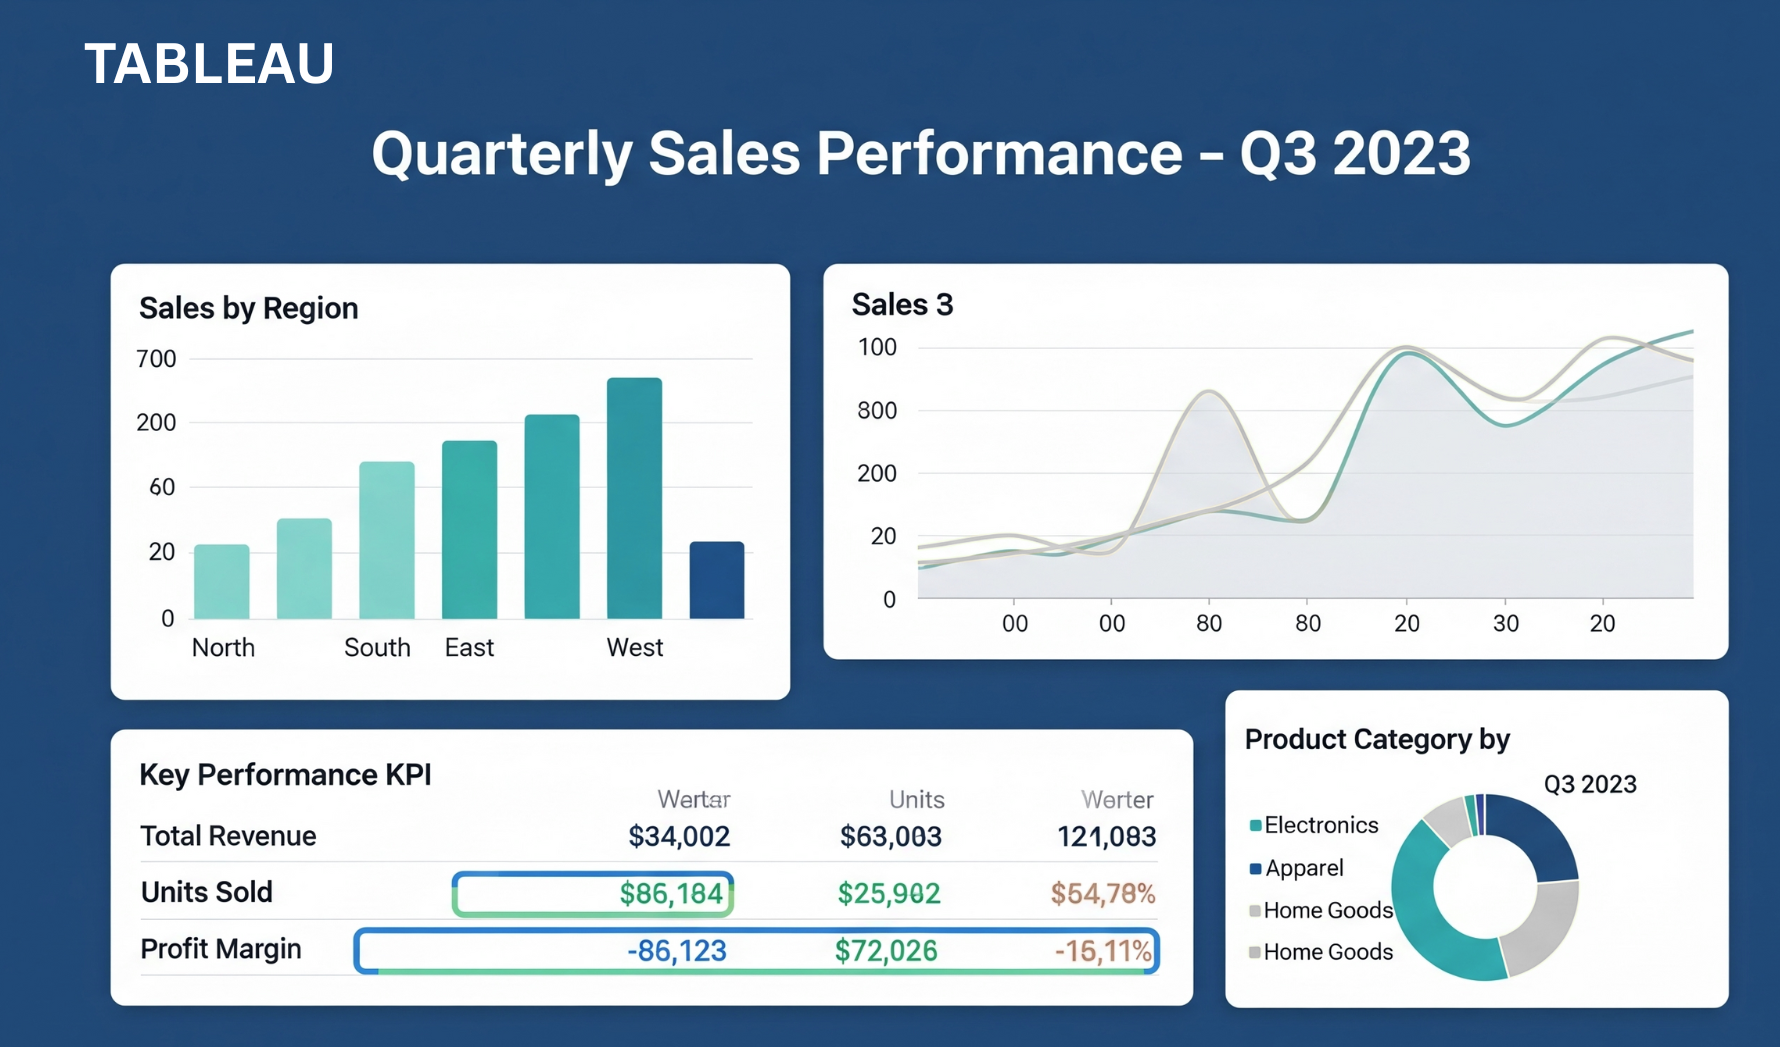 TABLEAU
Quarterly Sales Performance - Q3 2023
Sales by Region
700
200
60
20
0
North South East West
Sales 3
100
800
200
20
0
00 00 80 80 20 30 20
Key Performance KPI
Units
Total Revenue $34,002 $63,003 121,083
Units Sold $86,184 $25,902 $54,78%
Profit Margin -86,123 $72,026 -15,11%
Product Category by
Q3 2023
Electronics
Apparel
Home Goods
Home Goods